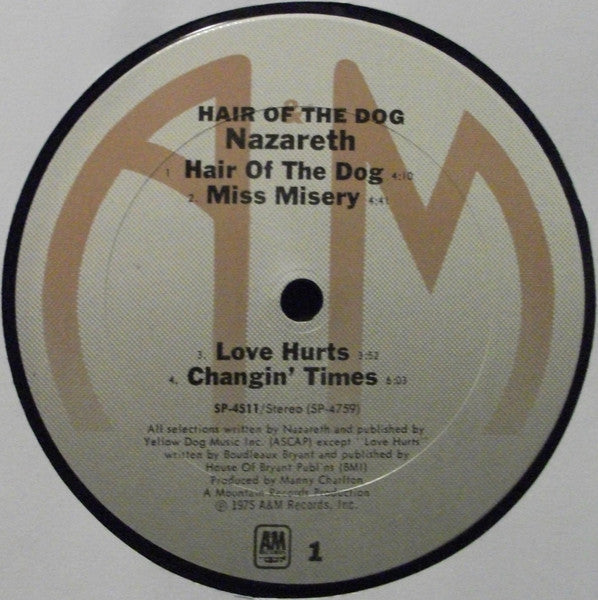 A&M
HAIR OF THE DOG
Nazareth
1. Hair Of The Dog 4:10
2. Miss Misery 4:41
3. Love Hurts 3:52
4. Changin' Times 6:03
SP-4511/Stereo (SP-4759)
All selections written by Nazareth and published by
Yellow Dog Music Inc. (ASCAP) except "Love Hurts"
written by Boudleaux Bryant and published by
House Of Bryant Publ'ns (BMI)
Produced by Manny Charlton
A Mountain Records Production
℗ 1975 A&M Records, Inc.
AM
1